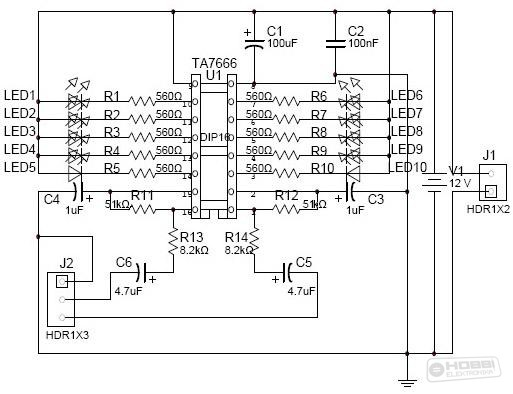 C1
100uF
C2
100nF
TA7666
U1
DIP16
LED1
LED2
LED3
LED4
LED5
R1
560Ω
R2
560Ω
R3
560Ω
R4
560Ω
R5
560Ω
R6
560Ω
R7
560Ω
R8
560Ω
R9
560Ω
R10
560Ω
LED6
LED7
LED8
LED9
LED10
C4
1uF
R11
51kΩ
R12
51kΩ
C3
1uF
V1
12 V
J1
HDR1X2
R13
8.2kΩ
R14
8.2kΩ
J2
HDR1X3
C6
4.7uF
C5
4.7uF
HOBBI
ELEKTRONIKA